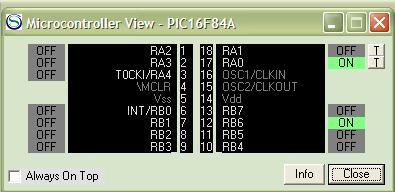 Microcontroller View - PIC16F84A
OFF RA2 1 18 RA1 OFF T
OFF RA3 2 17 RA0 ON T
OFF T0CKI/RA4 3 16 OSC1/CLKIN
\MCLR 4 15 OSC2/CLKOUT
Vss 5 14 Vdd
OFF INT/RB0 6 13 RB7 OFF
OFF RB1 7 12 RB6 ON
OFF RB2 8 11 RB5 OFF
OFF RB3 9 10 RB4 OFF
Always On Top Info Close